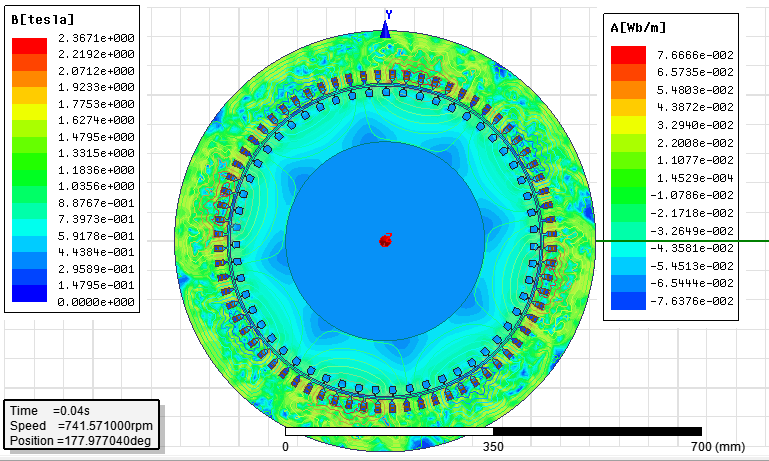 B[tesla]
2.3671e+000
2.2192e+000
2.0712e+000
1.9233e+000
1.7753e+000
1.6274e+000
1.4795e+000
1.3315e+000
1.1836e+000
1.0356e+000
8.8767e-001
7.3973e-001
5.9178e-001
4.4384e-001
2.9589e-001
1.4795e-001
0.0000e+000
Y
A[Wb/m]
7.6666e-002
6.5735e-002
5.4803e-002
4.3872e-002
3.2940e-002
2.2008e-002
1.1077e-002
1.4529e-004
-1.0786e-002
-2.1718e-002
-3.2649e-002
-4.3581e-002
-5.4513e-002
-6.5444e-002
-7.6376e-002
Time =0.04s
Speed =741.571000rpm
Position =177.977040deg
0 350 700 (mm)